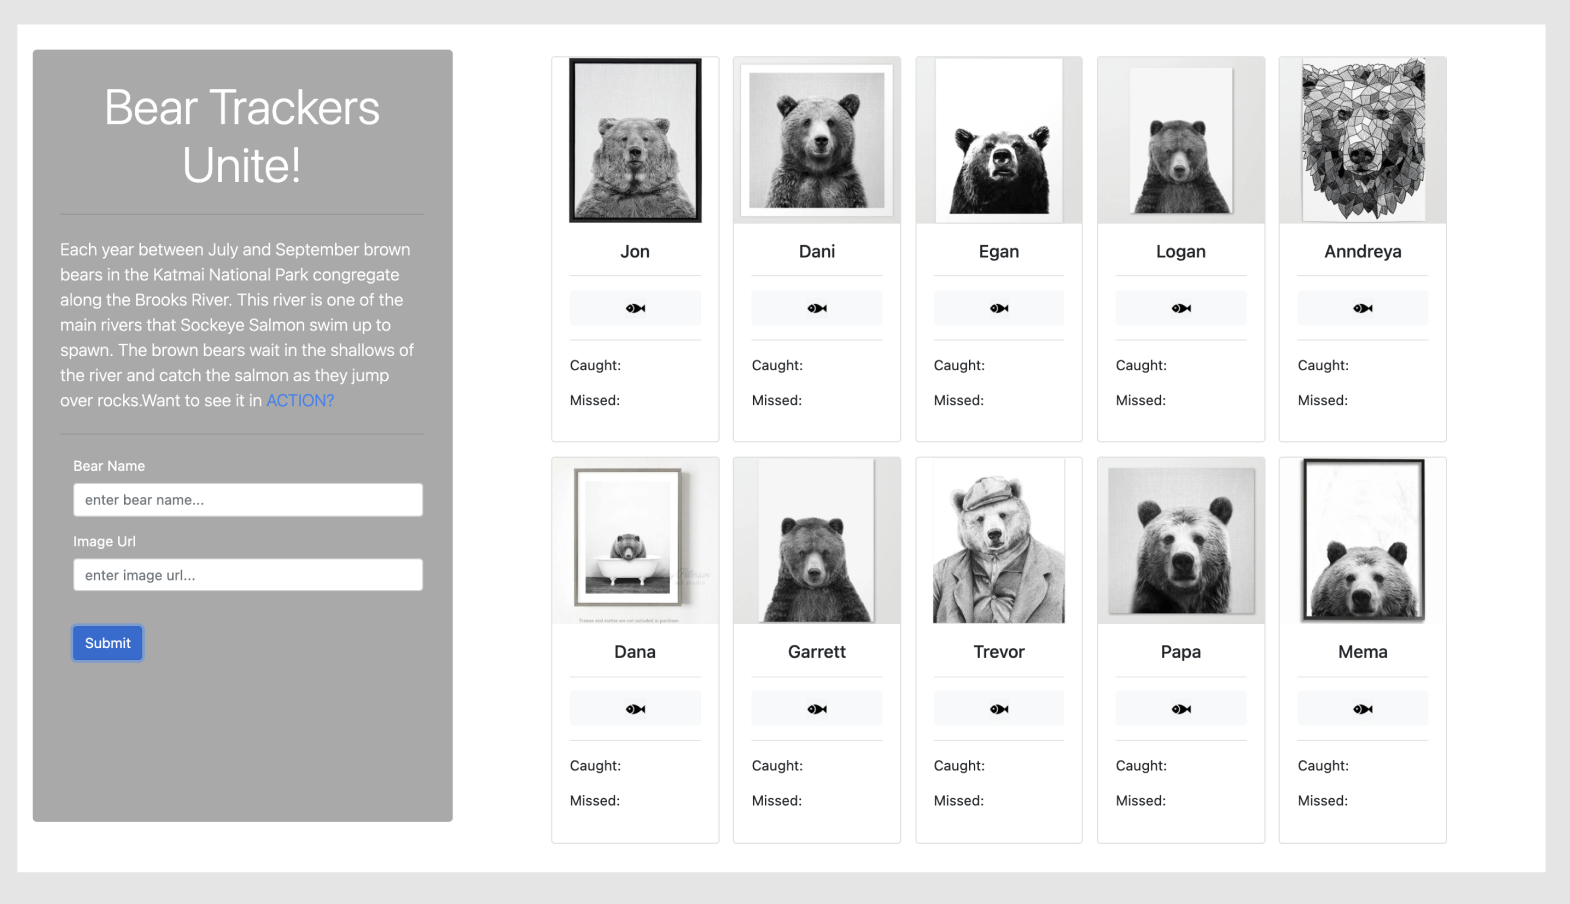 Bear Trackers
Unite!
Each year between July and September brown
bears in the Katmai National Park congregate
along the Brooks River. This river is one of the
main rivers that Sockeye Salmon swim up to
spawn. The brown bears wait in the shallows of
the river and catch the salmon as they jump
over rocks.Want to see it in ACTION?
Bear Name
enter bear name...
Image Url
enter image url...
Submit
Jon
Caught:
Missed:
Dani
Caught:
Missed:
Egan
Caught:
Missed:
Logan
Caught:
Missed:
Anndreya
Caught:
Missed:
Dana
Caught:
Missed:
Garrett
Caught:
Missed:
Trevor
Caught:
Missed:
Papa
Caught:
Missed:
Mema
Caught:
Missed: